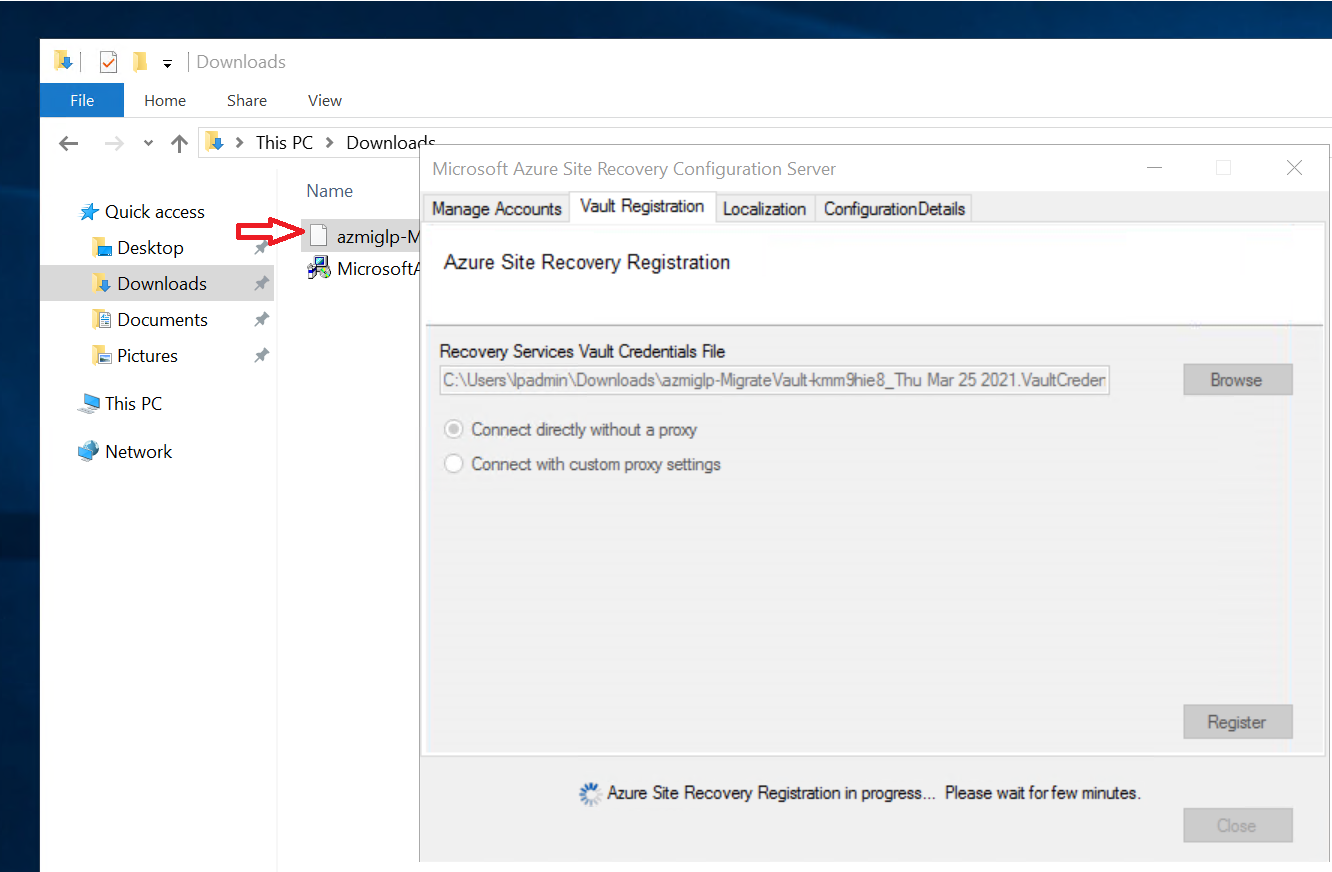 Downloads
File Home Share View
This PC Downloads
Microsoft Azure Site Recovery Configuration Server
Name
Manage Accounts Vault Registration Localization ConfigurationDetails
Quick access
azmiglp-M
Desktop
MicrosoftA
Downloads
Documents
Pictures
This PC
Network
Azure Site Recovery Registration
Recovery Services Vault Credentials File
C:\Users\lpadmin\Downloads\azmiglp-MigrateVault-kmm9hie8_Thu Mar 25 2021.VaultCreden
Browse
Connect directly without a proxy
Connect with custom proxy settings
Register
Azure Site Recovery Registration in progress... Please wait for few minutes.
Close